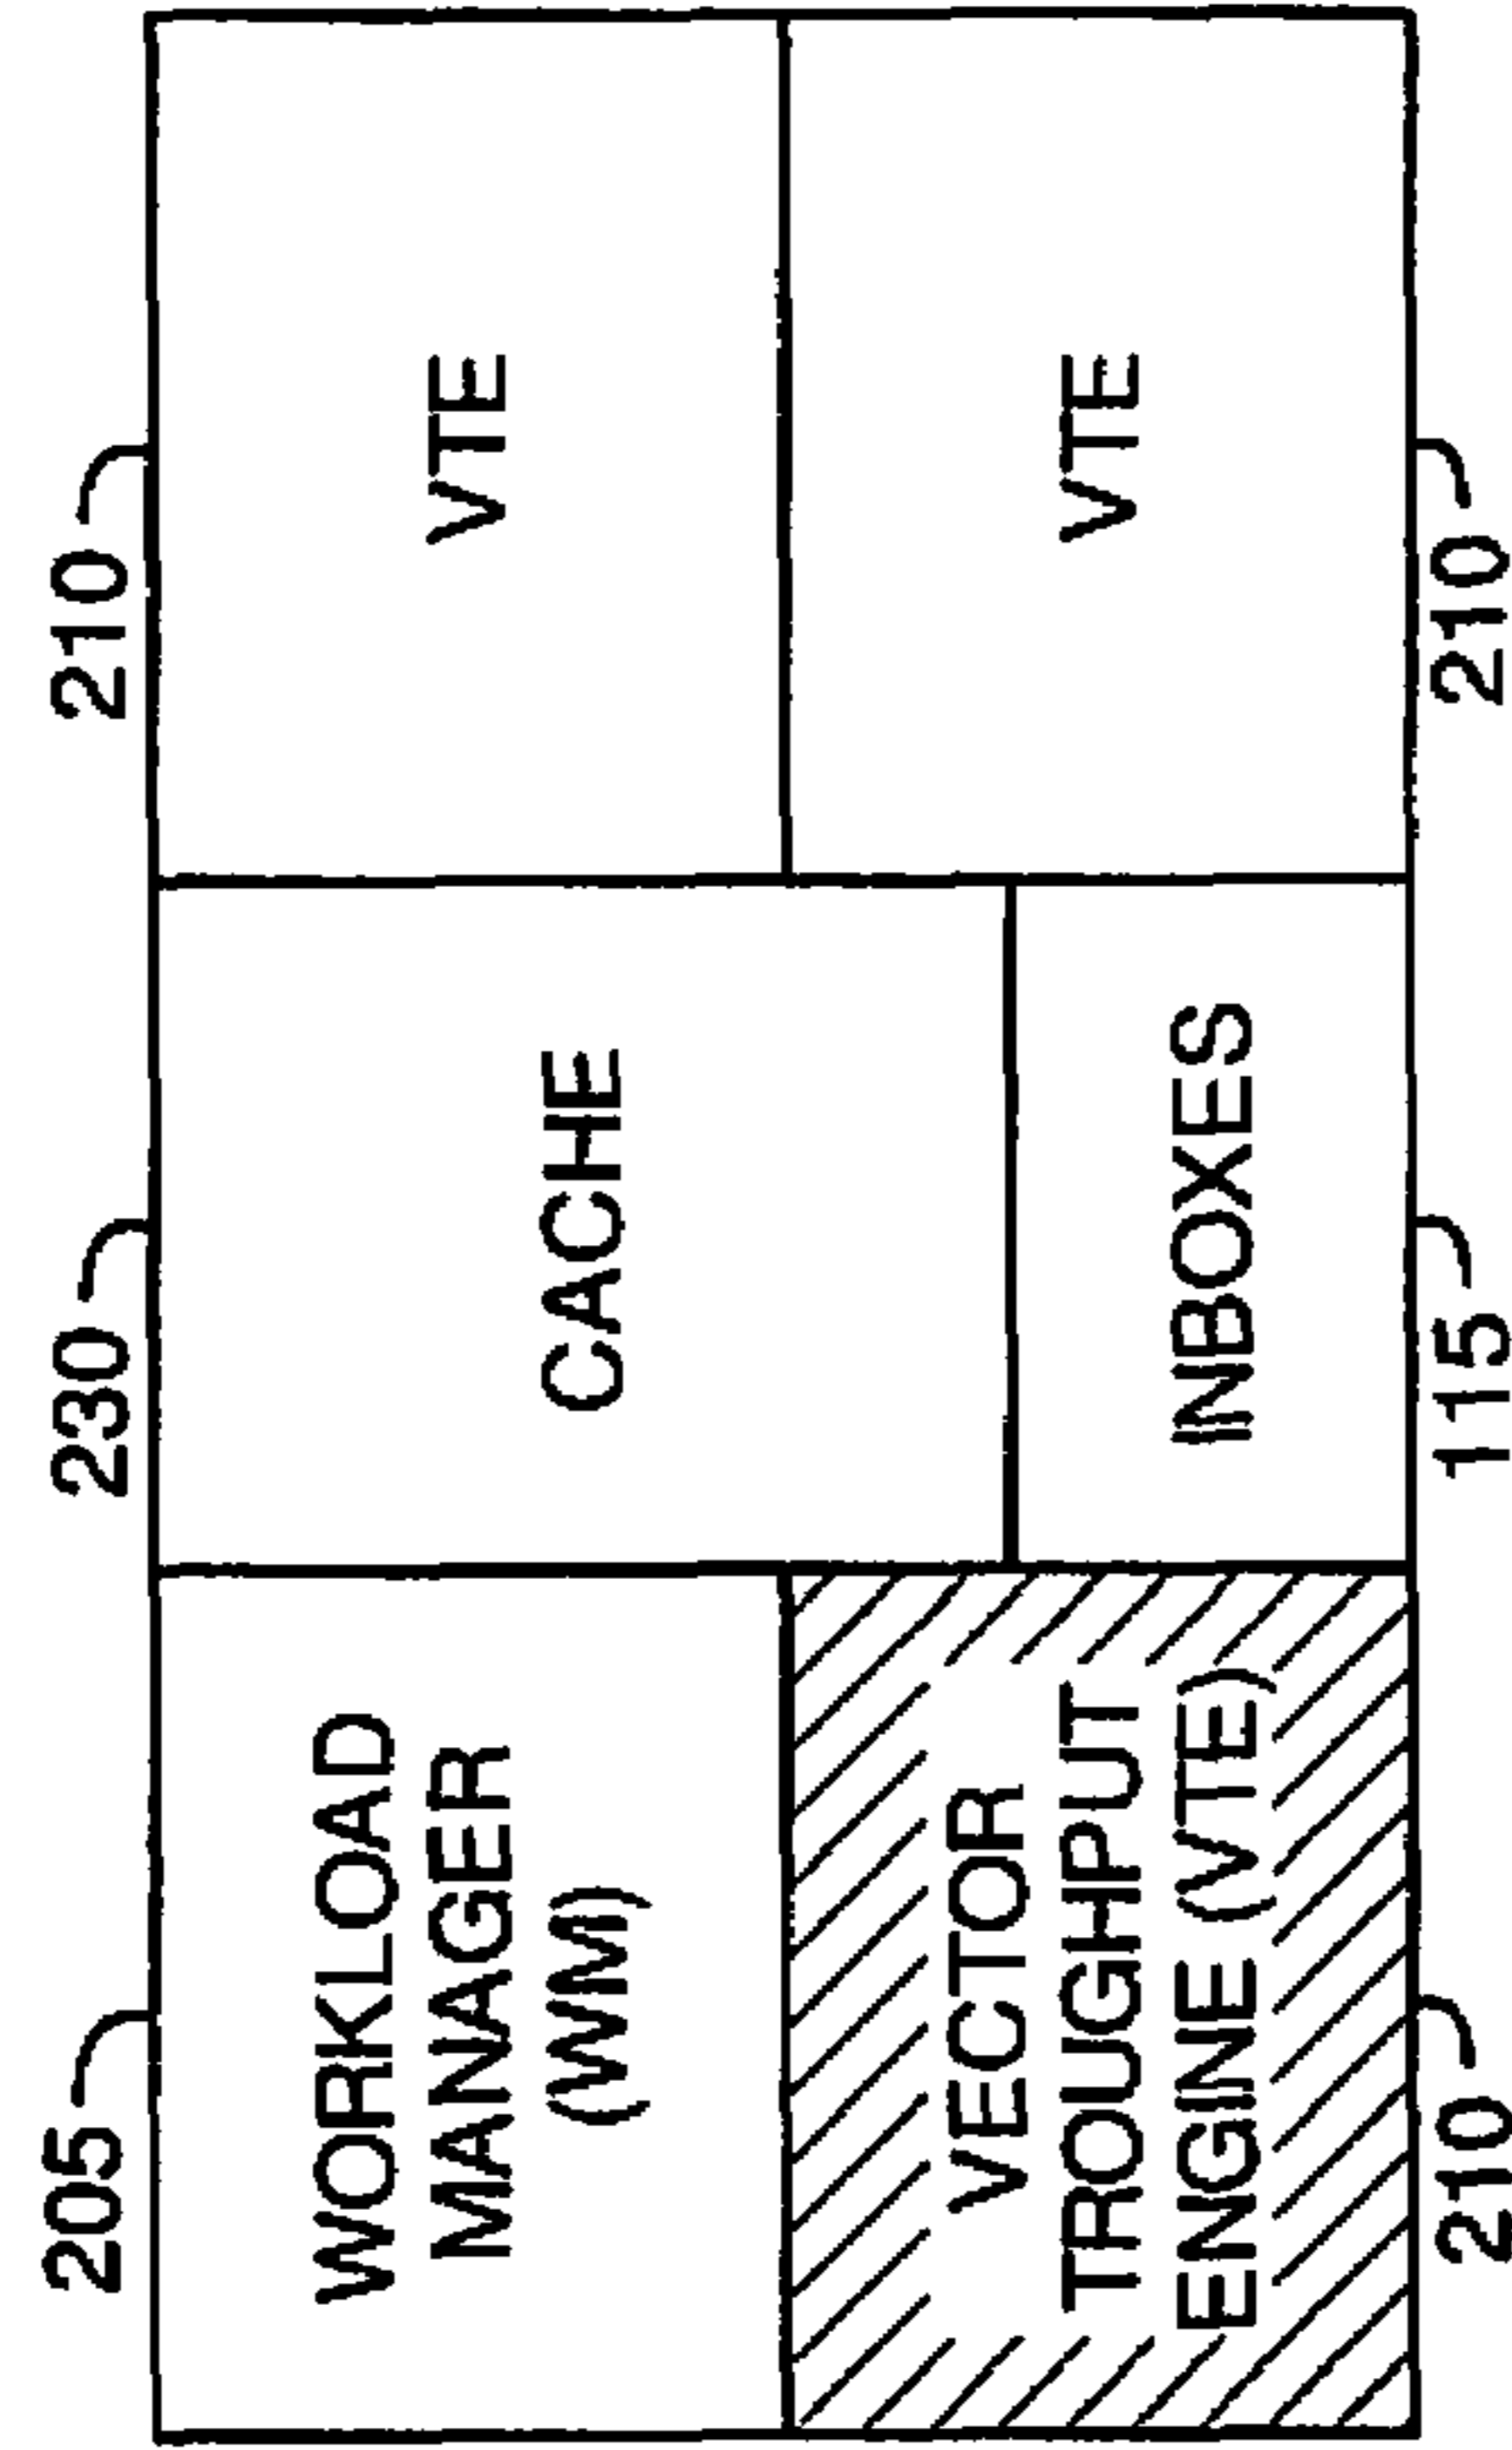 205
230
210
WORKLOAD
MANAGER
(WM)
CACHE
VTE
VECTOR
TROUGHPUT
ENGINE (VTE)
INBOXES
VTE
210
115
210